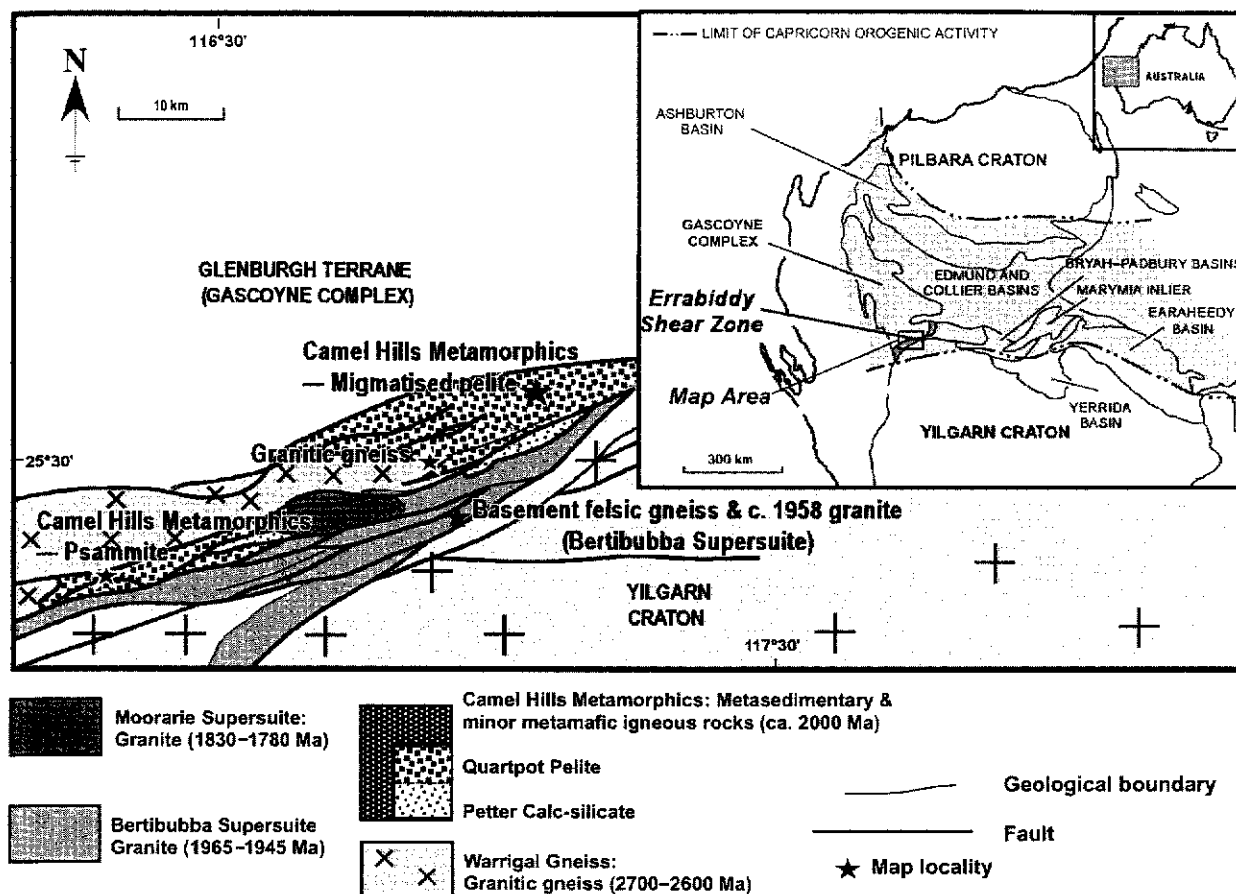 116°30'
N
10 km
GLENBURGH TERRANE
(GASCOYNE COMPLEX)
Camel Hills Metamorphics
— Migmatised pelite
Granitic gneiss
25°30'
Camel Hills Metamorphics
— Psammite
Basement felsic gneiss & c. 1958 granite
(Bertibubba Supersuite)
YILGARN
CRATON
117°30'
LIMIT OF CAPRICORN OROGENIC ACTIVITY
AUSTRALIA
ASHBURTON
BASIN
PILBARA CRATON
GASCOYNE
COMPLEX
EDMUND AND
COLLIER BASINS
BRYAH–PADBURY BASINS
MARYMIA INLIER
EARAHEEDY
BASIN
Errabiddy
Shear Zone
Map Area
YERRIDA
BASIN
YILGARN CRATON
300 km
Moorarie Supersuite:
Granite (1830–1780 Ma)
Bertibubba Supersuite
Granite (1965–1945 Ma)
Camel Hills Metamorphics: Metasedimentary &
minor metamafic igneous rocks (ca. 2000 Ma)
Quartpot Pelite
Petter Calc-silicate
Warrigal Gneiss:
Granitic gneiss (2700–2600 Ma)
Geological boundary
Fault
Map locality